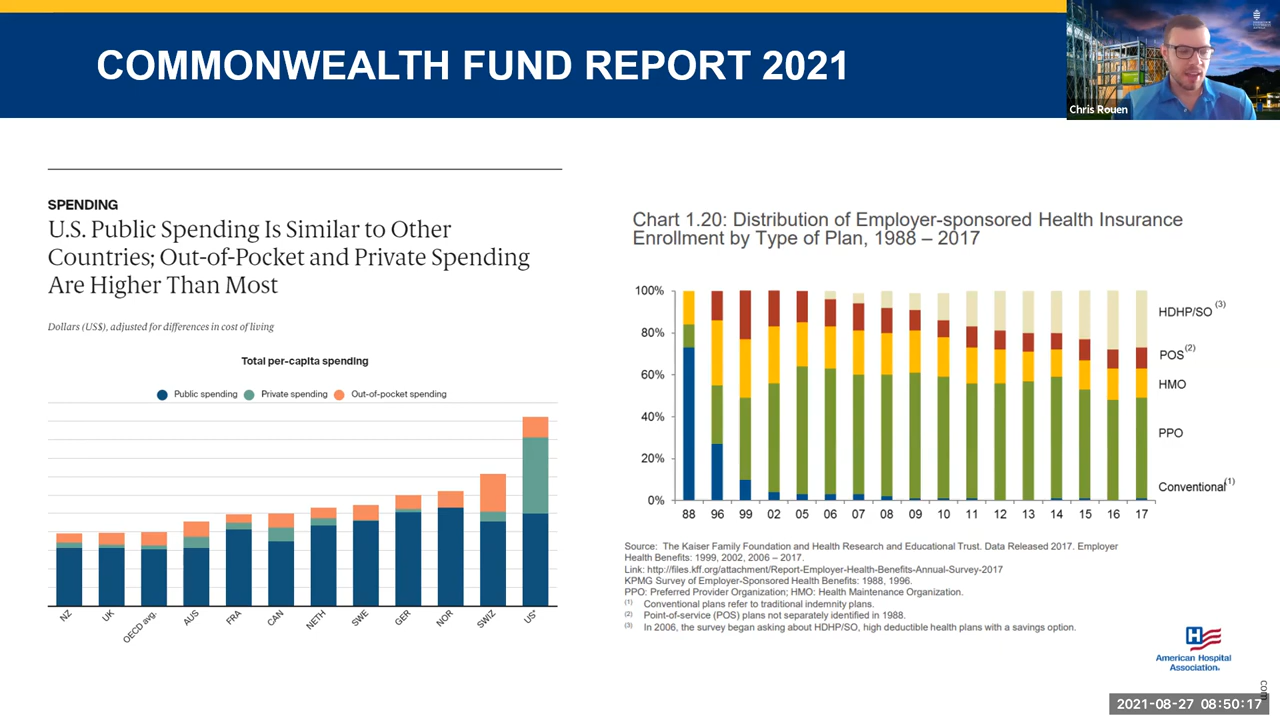 COMMONWEALTH FUND REPORT 2021
Chris Rouen
SPENDING
U.S. Public Spending Is Similar to Other
Countries; Out-of-Pocket and Private Spending
Are Higher Than Most
Dollars (US$), adjusted for differences in cost of living
Total per-capita spending
Public spending Private spending Out-of-pocket spending
NZ UK OECD avg. AUS FRA CAN NETH SWE GER NOR SWIZ US*
Chart 1.20: Distribution of Employer-sponsored Health Insurance
Enrollment by Type of Plan, 1988 – 2017
100%
80%
60%
40%
20%
0%
88 96 99 02 05 06 07 08 09 10 11 12 13 14 15 16 17
HDHP/SO (3)
POS(2)
HMO
PPO
Conventional(1)
Source: The Kaiser Family Foundation and Health Research and Educational Trust. Data Released 2017. Employer
Health Benefits: 1999, 2002, 2006 – 2017.
Link: http://files.kff.org/attachment/Report-Employer-Health-Benefits-Annual-Survey-2017
KPMG Survey of Employer-Sponsored Health Benefits: 1988, 1996.
PPO: Preferred Provider Organization; HMO: Health Maintenance Organization.
(1) Conventional plans refer to traditional indemnity plans.
(2) Point-of-service (POS) plans not separately identified in 1988.
(3) In 2006, the survey began asking about HDHP/SO, high deductible health plans with a savings option.
H
American Hospital
Association®
com
2021-08-27 08:50:17